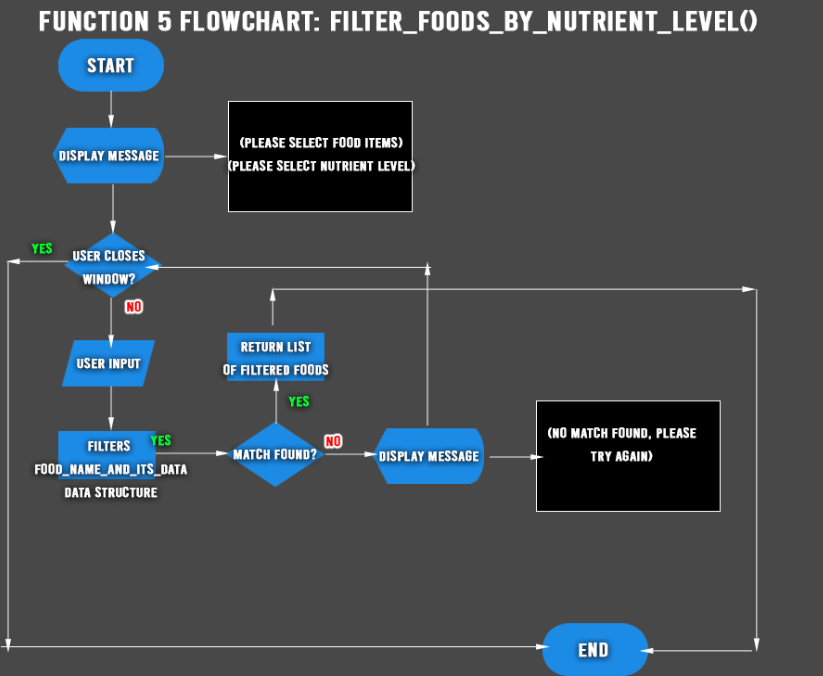 FUNCTION 5 FLOWCHART: FILTER_FOODS_BY_NUTRIENT_LEVEL()
START
DISPLAY MESSAGE
(PLEASE SELECT FOOD ITEMS)
(PLEASE SELECT NUTRIENT LEVEL)
YES
USER CLOSES
WINDOW?
NO
USER INPUT
RETURN LIST
OF FILTERED FOODS
YES
FILTERS
FOOD_NAME_AND_ITS_DATA
DATA STRUCTURE
YES
MATCH FOUND?
NO
DISPLAY MESSAGE
(NO MATCH FOUND, PLEASE
TRY AGAIN)
END